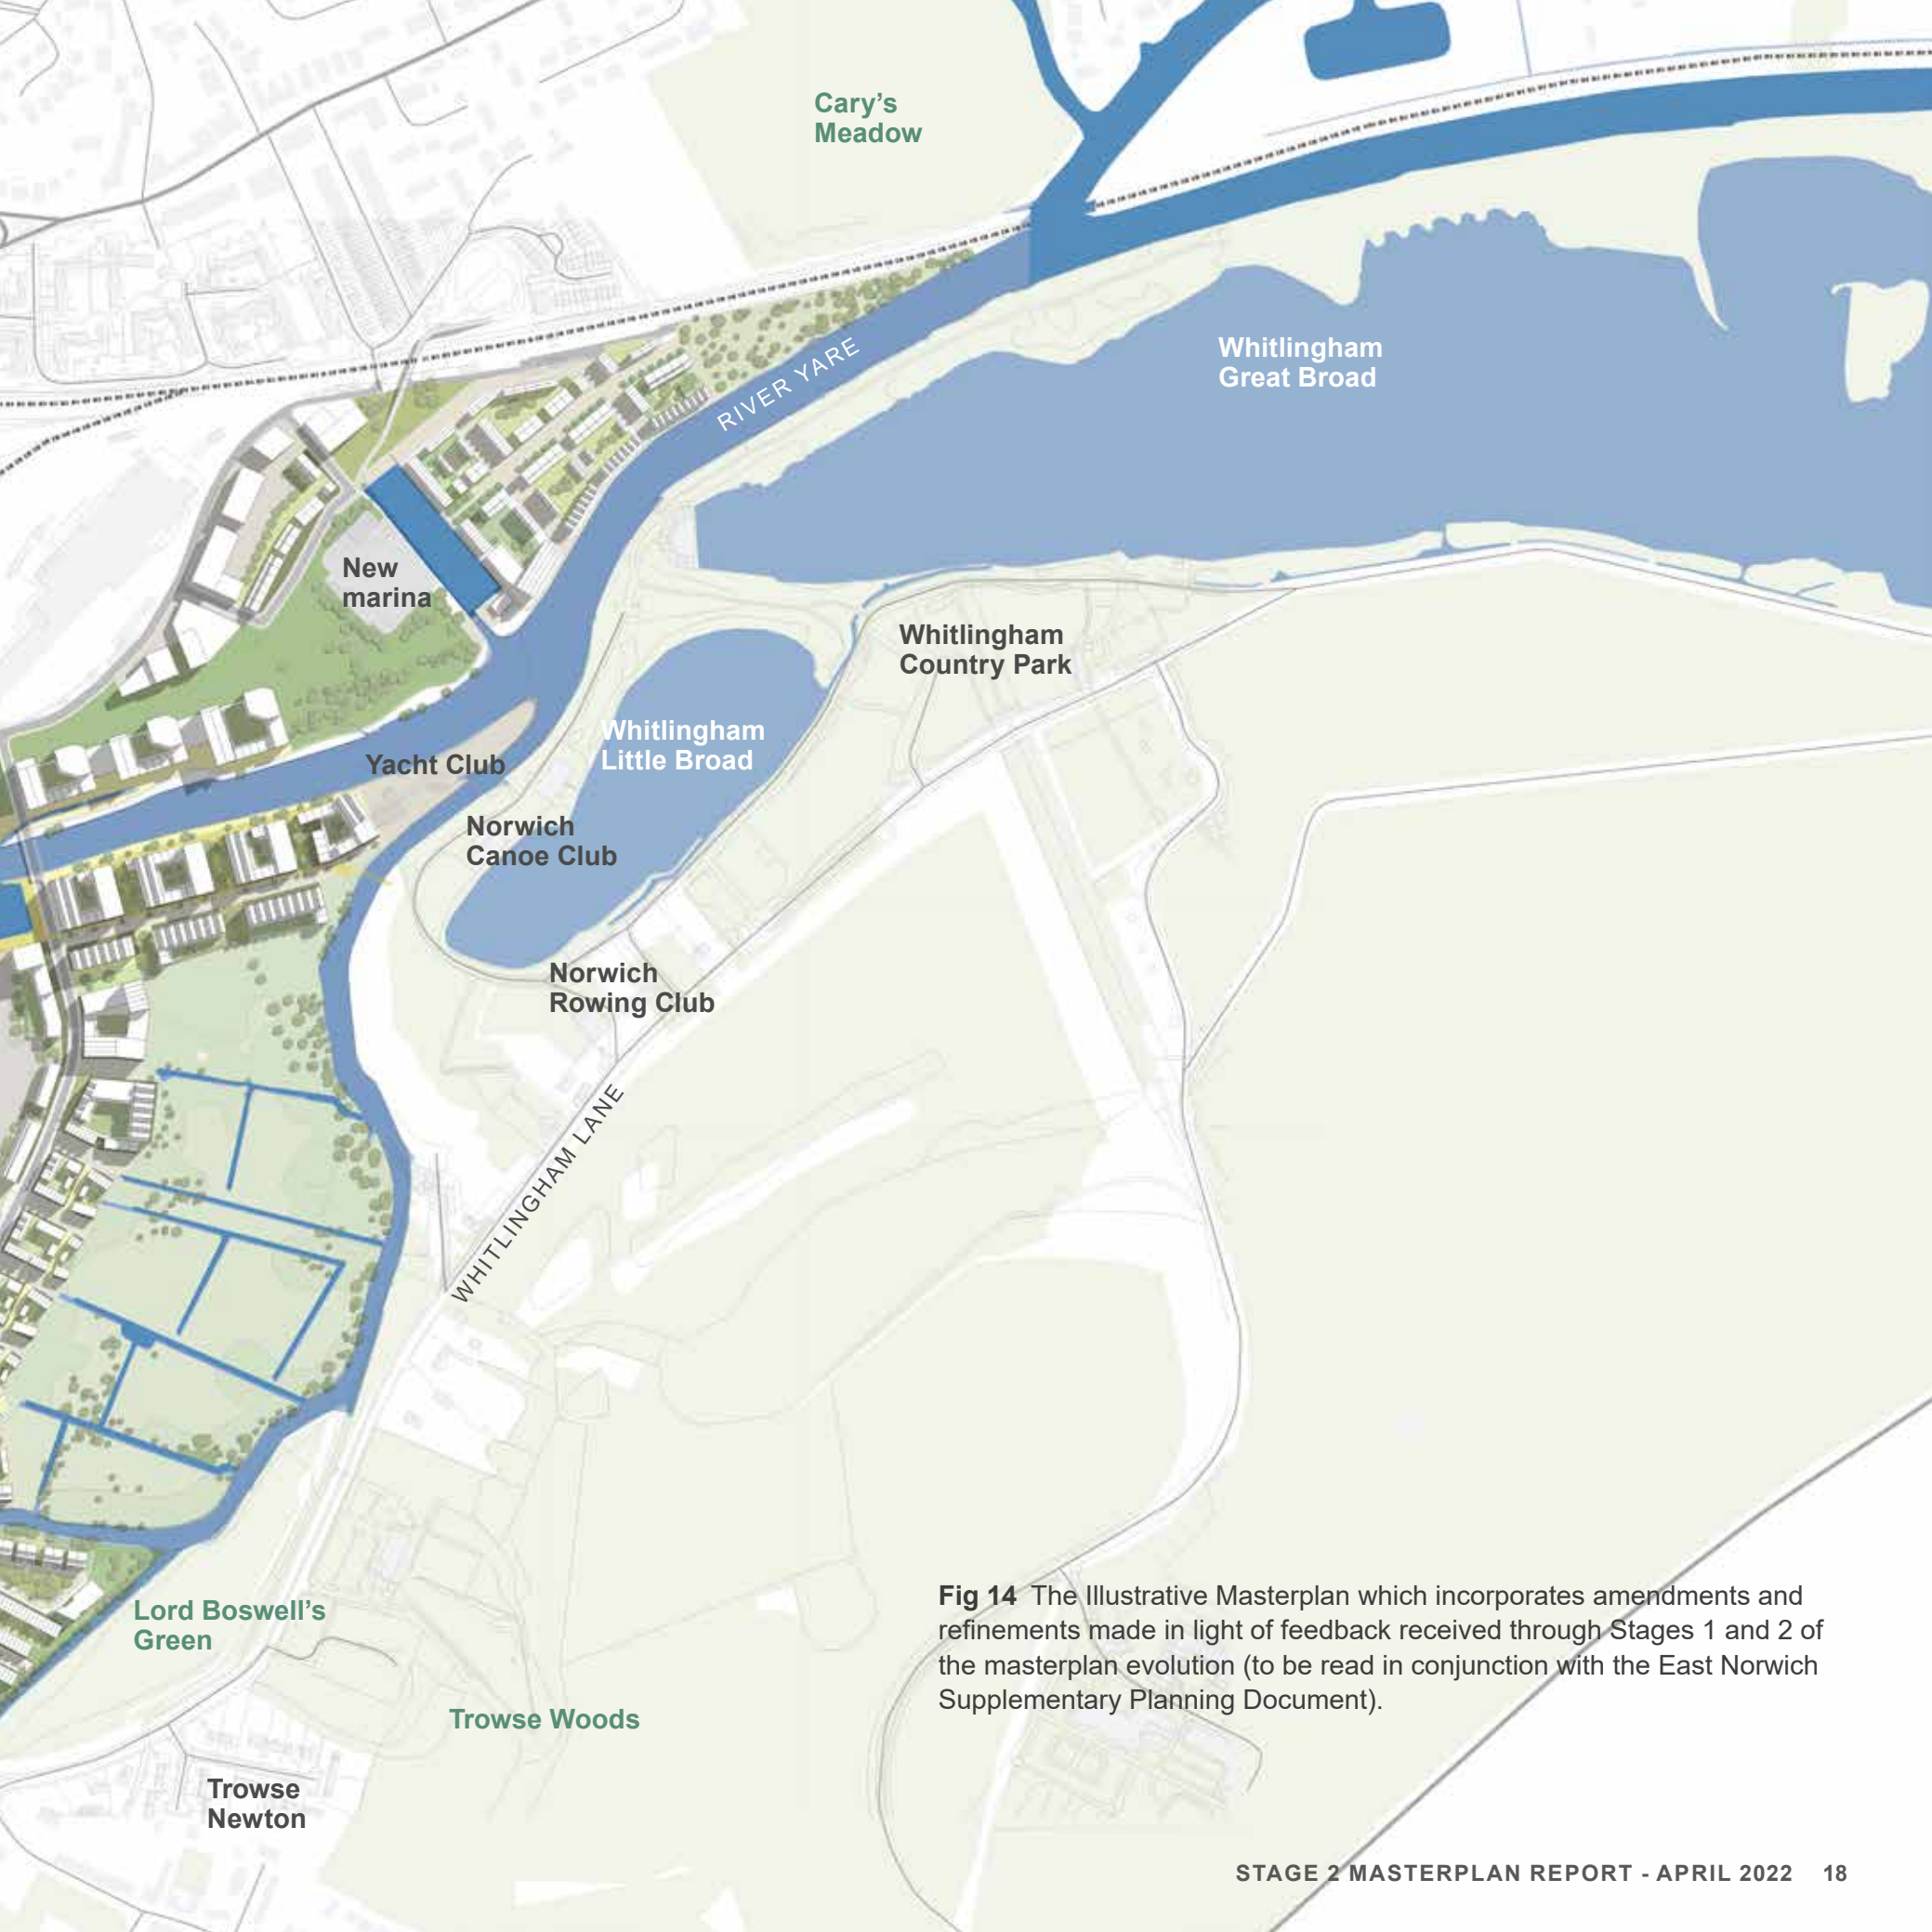 Cary’s
Meadow
Whitlingham
Great Broad
RIVER YARE
New
marina
Whitlingham
Country Park
Whitlingham
Little Broad
Yacht Club
Norwich
Canoe Club
Norwich
Rowing Club
WHITLINGHAM LANE
Lord Boswell’s
Green
Trowse Woods
Trowse
Newton
Fig 14 The Illustrative Masterplan which incorporates amendments and
refinements made in light of feedback received through Stages 1 and 2 of
the masterplan evolution (to be read in conjunction with the East Norwich
Supplementary Planning Document).
STAGE 2 MASTERPLAN REPORT - APRIL 2022 18